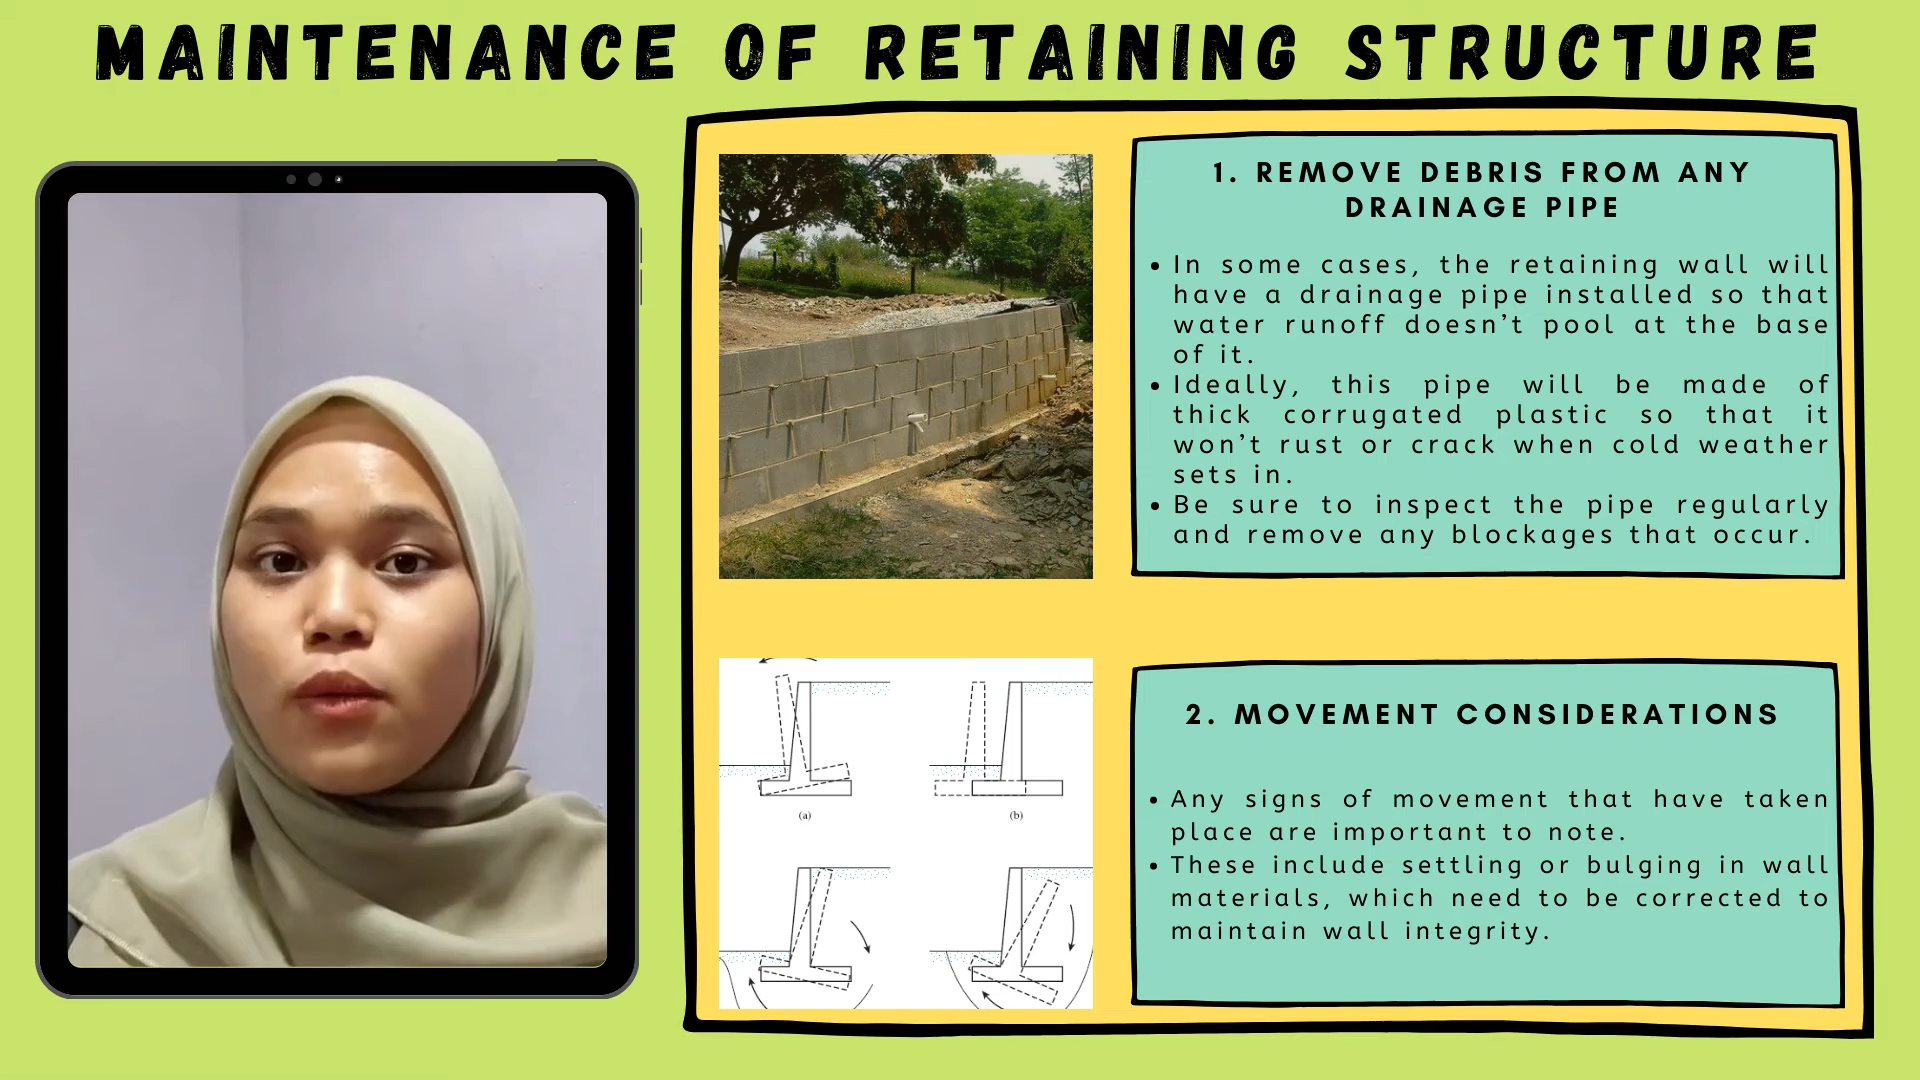 MAINTENANCE OF RETAINING STRUCTURE
1. REMOVE DEBRIS FROM ANY
DRAINAGE PIPE
• In some cases, the retaining wall will
have a drainage pipe installed so that
water runoff doesn’t pool at the base
of it.
• Ideally, this pipe will be made of
thick corrugated plastic so that it
won’t rust or crack when cold weather
sets in.
• Be sure to inspect the pipe regularly
and remove any blockages that occur.
(a) (b)
2. MOVEMENT CONSIDERATIONS
• Any signs of movement that have taken
place are important to note.
• These include settling or bulging in wall
materials, which need to be corrected to
maintain wall integrity.